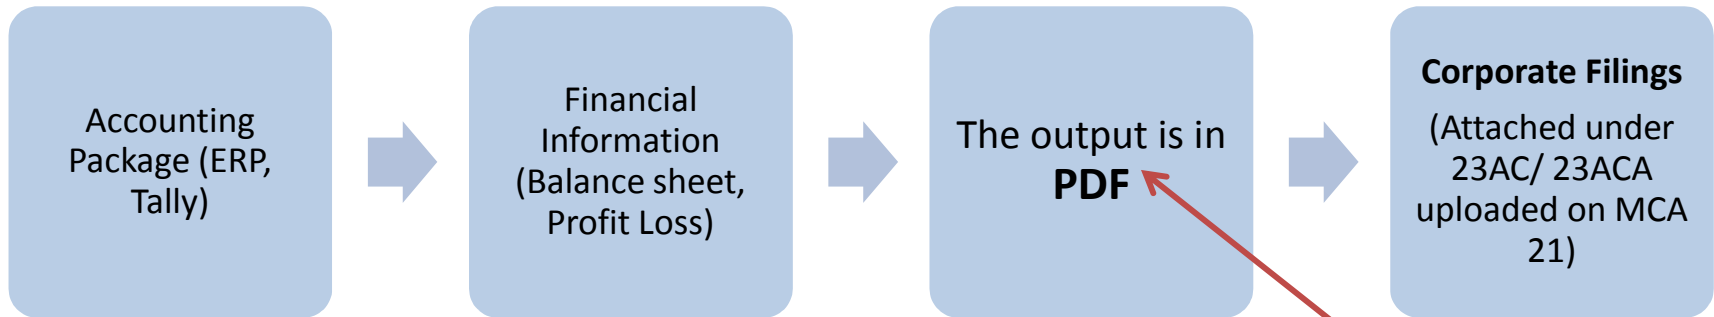 Accounting
Package (ERP,
Tally)
Financial
Information
(Balance sheet,
Profit Loss)
The output is in
PDF
Corporate Filings
(Attached under
23AC/ 23ACA
uploaded on MCA
21)